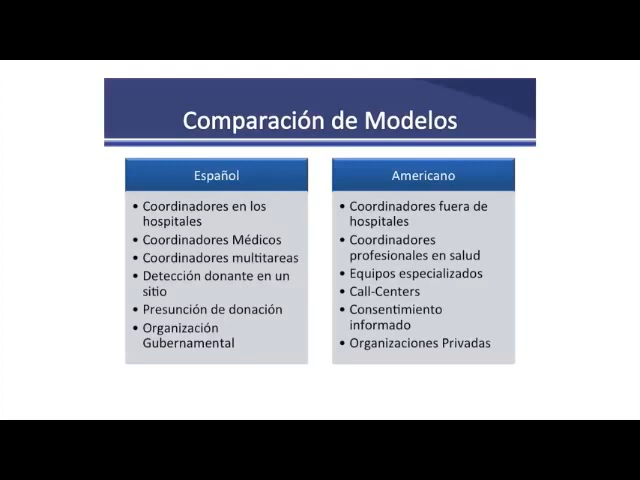 Comparación de Modelos
Español
• Coordinadores en los
hospitales
• Coordinadores Médicos
• Coordinadores multitareas
• Detección donante en un
sitio
• Presunción de donación
• Organización
Gubernamental
Americano
• Coordinadores fuera de
hospitales
• Coordinadores
profesionales en salud
• Equipos especializados
• Call-Centers
• Consentimiento
informado
• Organizaciones Privadas